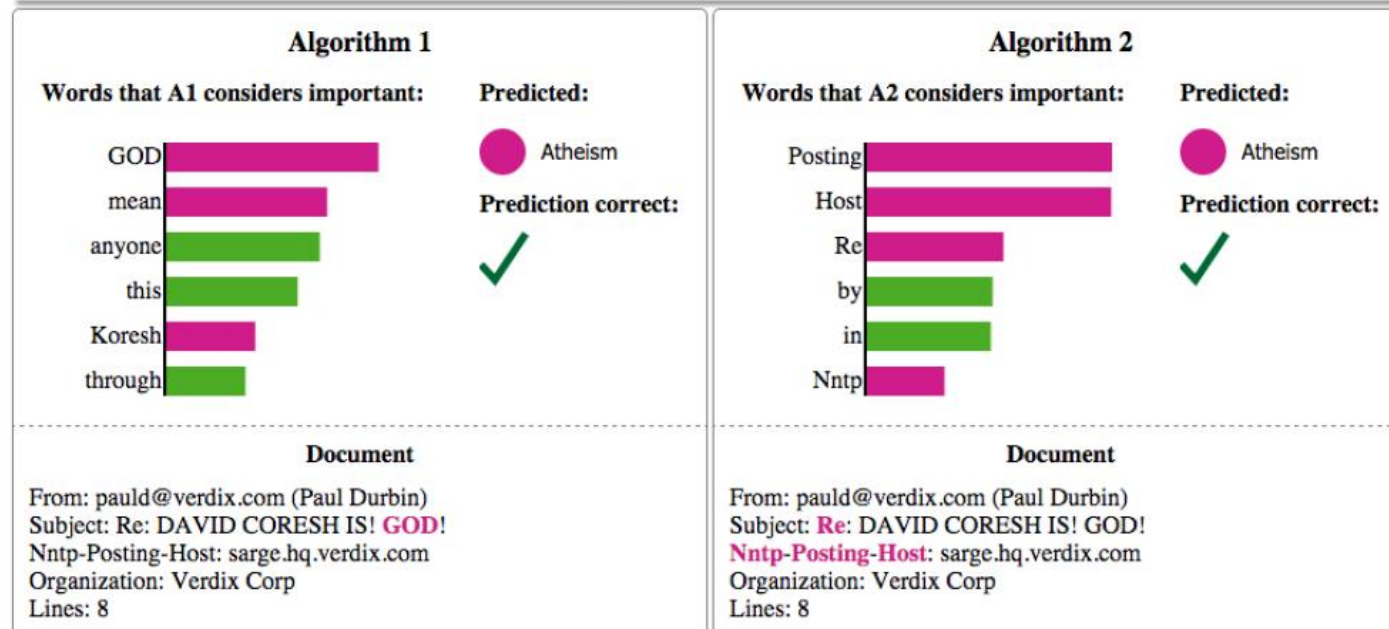 Algorithm 1
Words that A1 considers important:
Predicted:
GOD
mean
anyone
this
Koresh
through
Atheism
Prediction correct:
Document
From: pauld@verdix.com (Paul Durbin)
Subject: Re: DAVID CORESH IS! GOD!
Nntp-Posting-Host: sarge.hq.verdix.com
Organization: Verdix Corp
Lines: 8
Algorithm 2
Words that A2 considers important:
Predicted:
Posting
Host
Re
by
in
Nntp
Atheism
Prediction correct:
Document
From: pauld@verdix.com (Paul Durbin)
Subject: Re: DAVID CORESH IS! GOD!
Nntp-Posting-Host: sarge.hq.verdix.com
Organization: Verdix Corp
Lines: 8